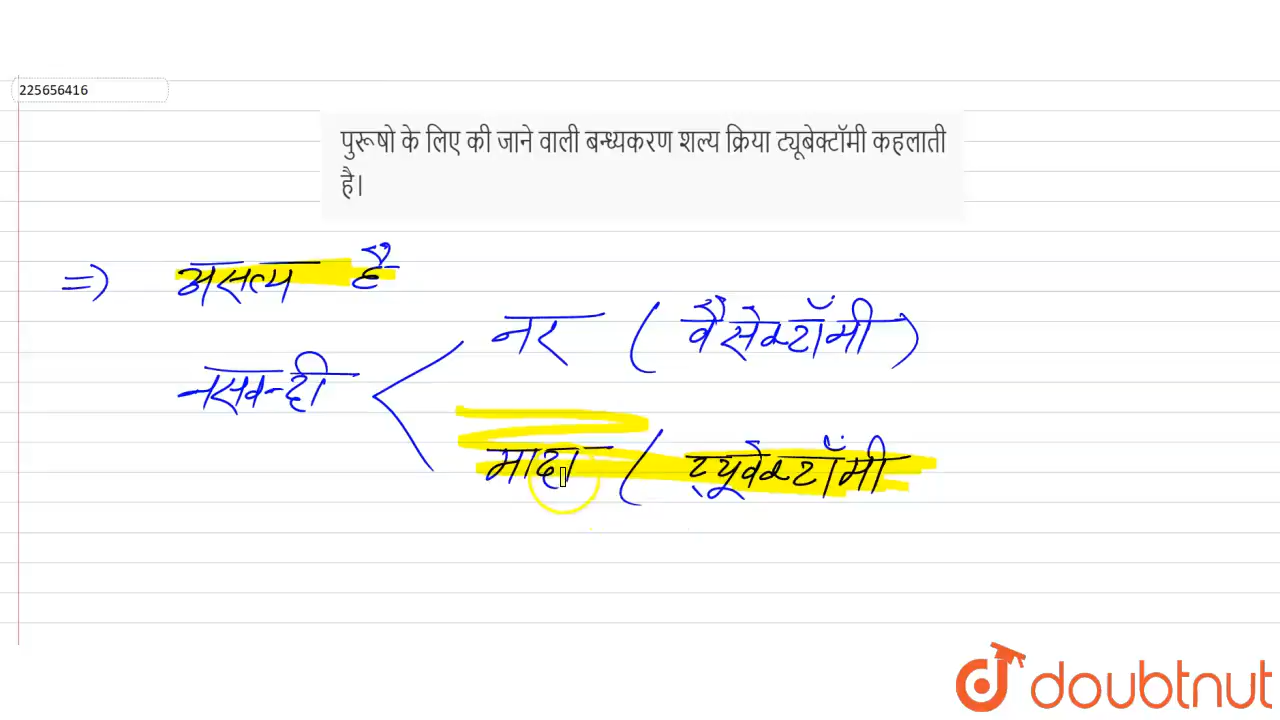 225656416
पुरूषो के लिए की जाने वाली बन्ध्यकरण शल्य क्रिया ट्यूबेक्टॉमी कहलाती
है।
=) असत्य है
नर ( वैसेक्टॉमी )
नसबन्दी
मादा ( ट्यूबेक्टॉमी
doubtnut